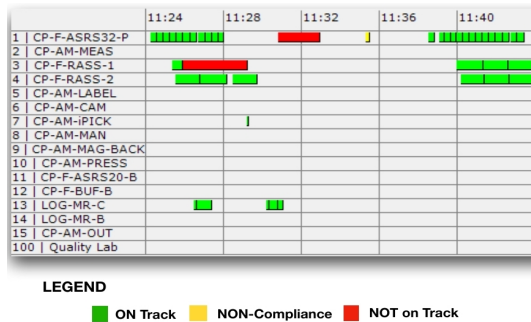 11:24 11:28 11:32 11:36 11:40
1 | CP-F-ASRS32-P
2 | CP-AM-MEAS
3 | CP-F-RASS-1
4 | CP-F-RASS-2
5 | CP-AM-LABEL
6 | CP-AM-CAM
7 | CP-AM-iPICK
8 | CP-AM-MAN
9 | CP-AM-MAG-BACK
10 | CP-AM-PRESS
11 | CP-F-ASRS20-B
12 | CP-F-BUF-B
13 | LOG-MR-C
14 | LOG-MR-B
15 | CP-AM-OUT
100 | Quality Lab
LEGEND
ON Track NON-Compliance NOT on Track